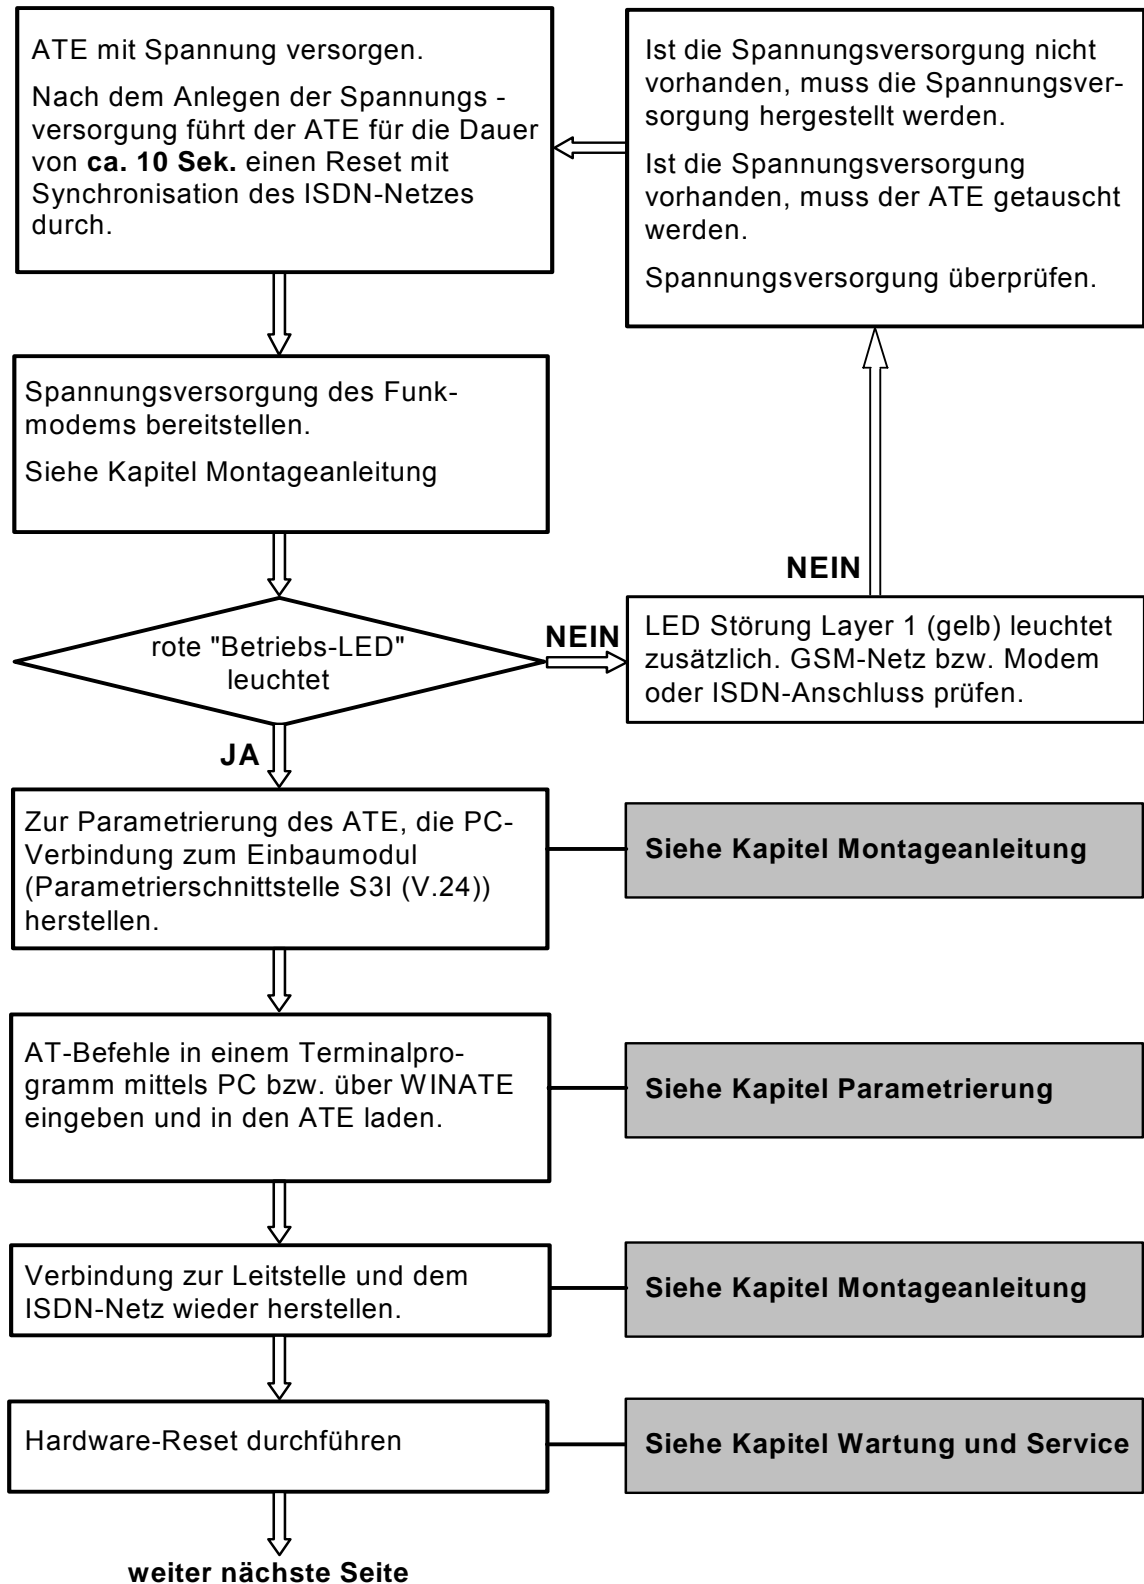 ATE mit Spannung versorgen.
Nach dem Anlegen der Spannungs -
versorgung führt der ATE für die Dauer
von ca. 10 Sek. einen Reset mit
Synchronisation des ISDN-Netzes
durch.
Ist die Spannungsversorgung nicht
vorhanden, muss die Spannungsver-
sorgung hergestellt werden.
Ist die Spannungsversorgung
vorhanden, muss der ATE getauscht
werden.
Spannungsversorgung überprüfen.
Spannungsversorgung des Funk-
modems bereitstellen.
Siehe Kapitel Montageanleitung
rote "Betriebs-LED"
leuchtet
NEIN
LED Störung Layer 1 (gelb) leuchtet
zusätzlich. GSM-Netz bzw. Modem
oder ISDN-Anschluss prüfen.
NEIN
JA
Zur Parametrierung des ATE, die PC-
Verbindung zum Einbaumodul
(Parametrierschnittstelle S3I (V.24))
herstellen.
Siehe Kapitel Montageanleitung
AT-Befehle in einem Terminalpro-
gramm mittels PC bzw. über WINATE
eingeben und in den ATE laden.
Siehe Kapitel Parametrierung
Verbindung zur Leitstelle und dem
ISDN-Netz wieder herstellen.
Siehe Kapitel Montageanleitung
Hardware-Reset durchführen
Siehe Kapitel Wartung und Service
weiter nächste Seite